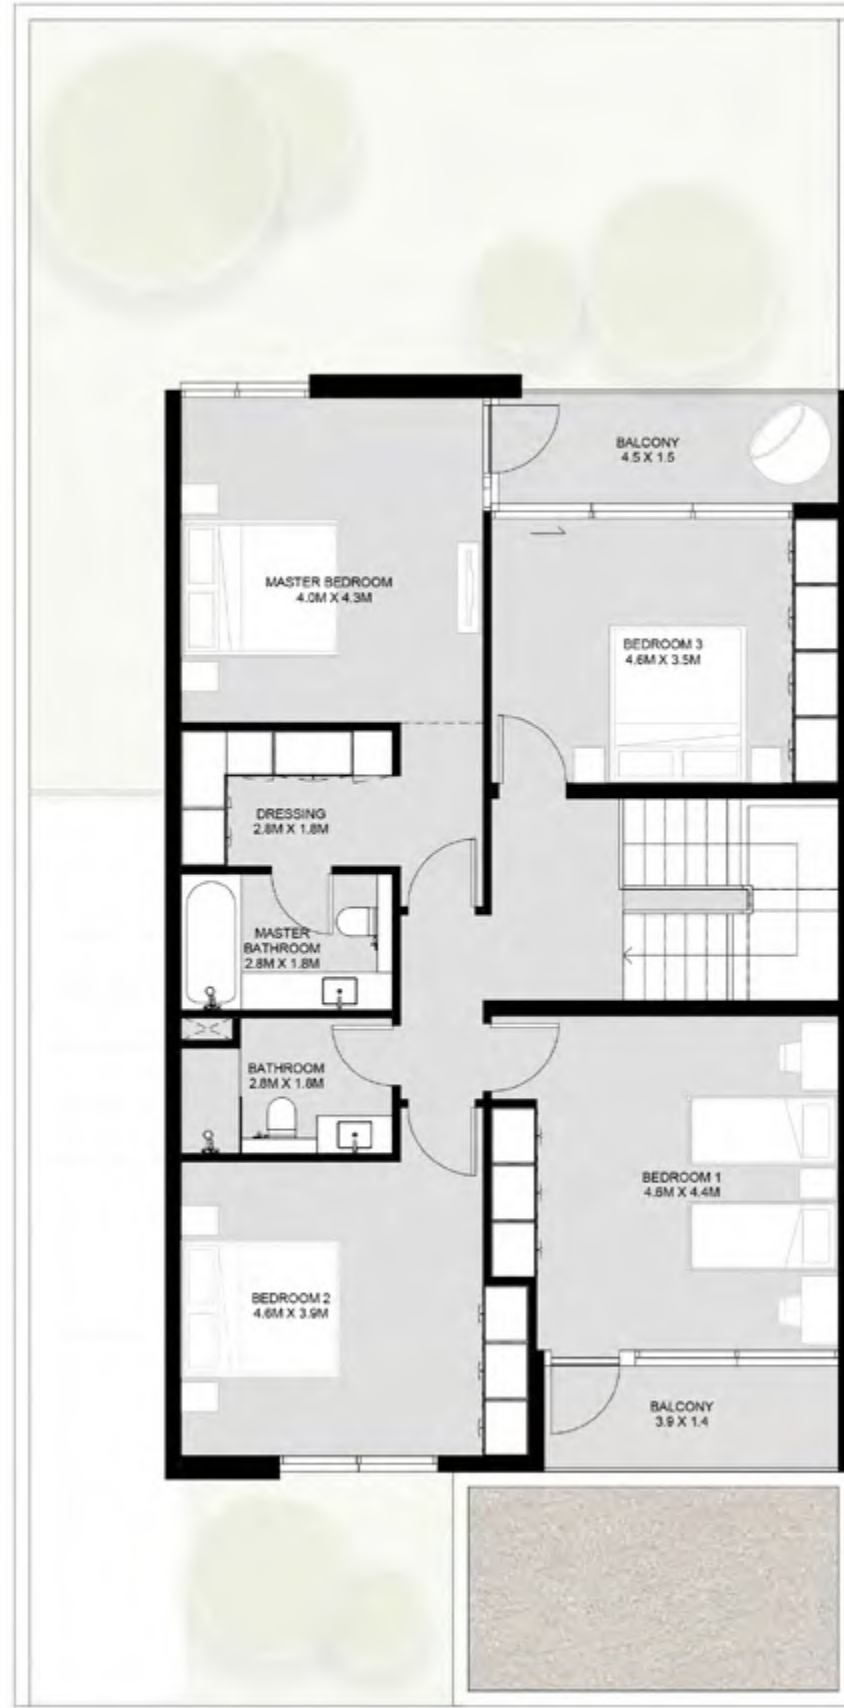 BALCONY
4.5 X 1.5
MASTER BEDROOM
4.0M X 4.3M
BEDROOM 3
4.6M X 3.5M
DRESSING
2.8M X 1.8M
MASTER
BATHROOM
2.8M X 1.8M
BATHROOM
2.8M X 1.8M
BEDROOM 1
4.6M X 4.4M
BEDROOM 2
4.6M X 3.9M
BALCONY
3.9 X 1.4